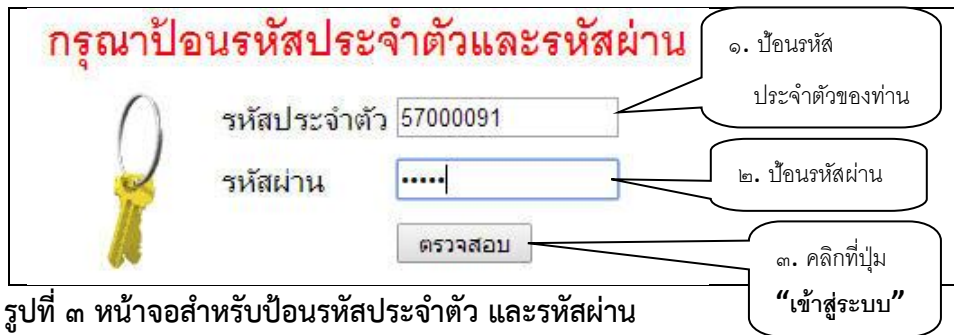 กรุณาป้อนรหัสประจำตัวและรหัสผ่าน
๑. ป้อนรหัส
ประจำตัวของท่าน
รหัสประจำตัว 57000091
รหัสผ่าน •••••
๒. ป้อนรหัสผ่าน
ตรวจสอบ
๓. คลิกที่ปุ่ม
“เข้าสู่ระบบ”
รูปที่ ๓ หน้าจอสำหรับป้อนรหัสประจำตัว และรหัสผ่าน